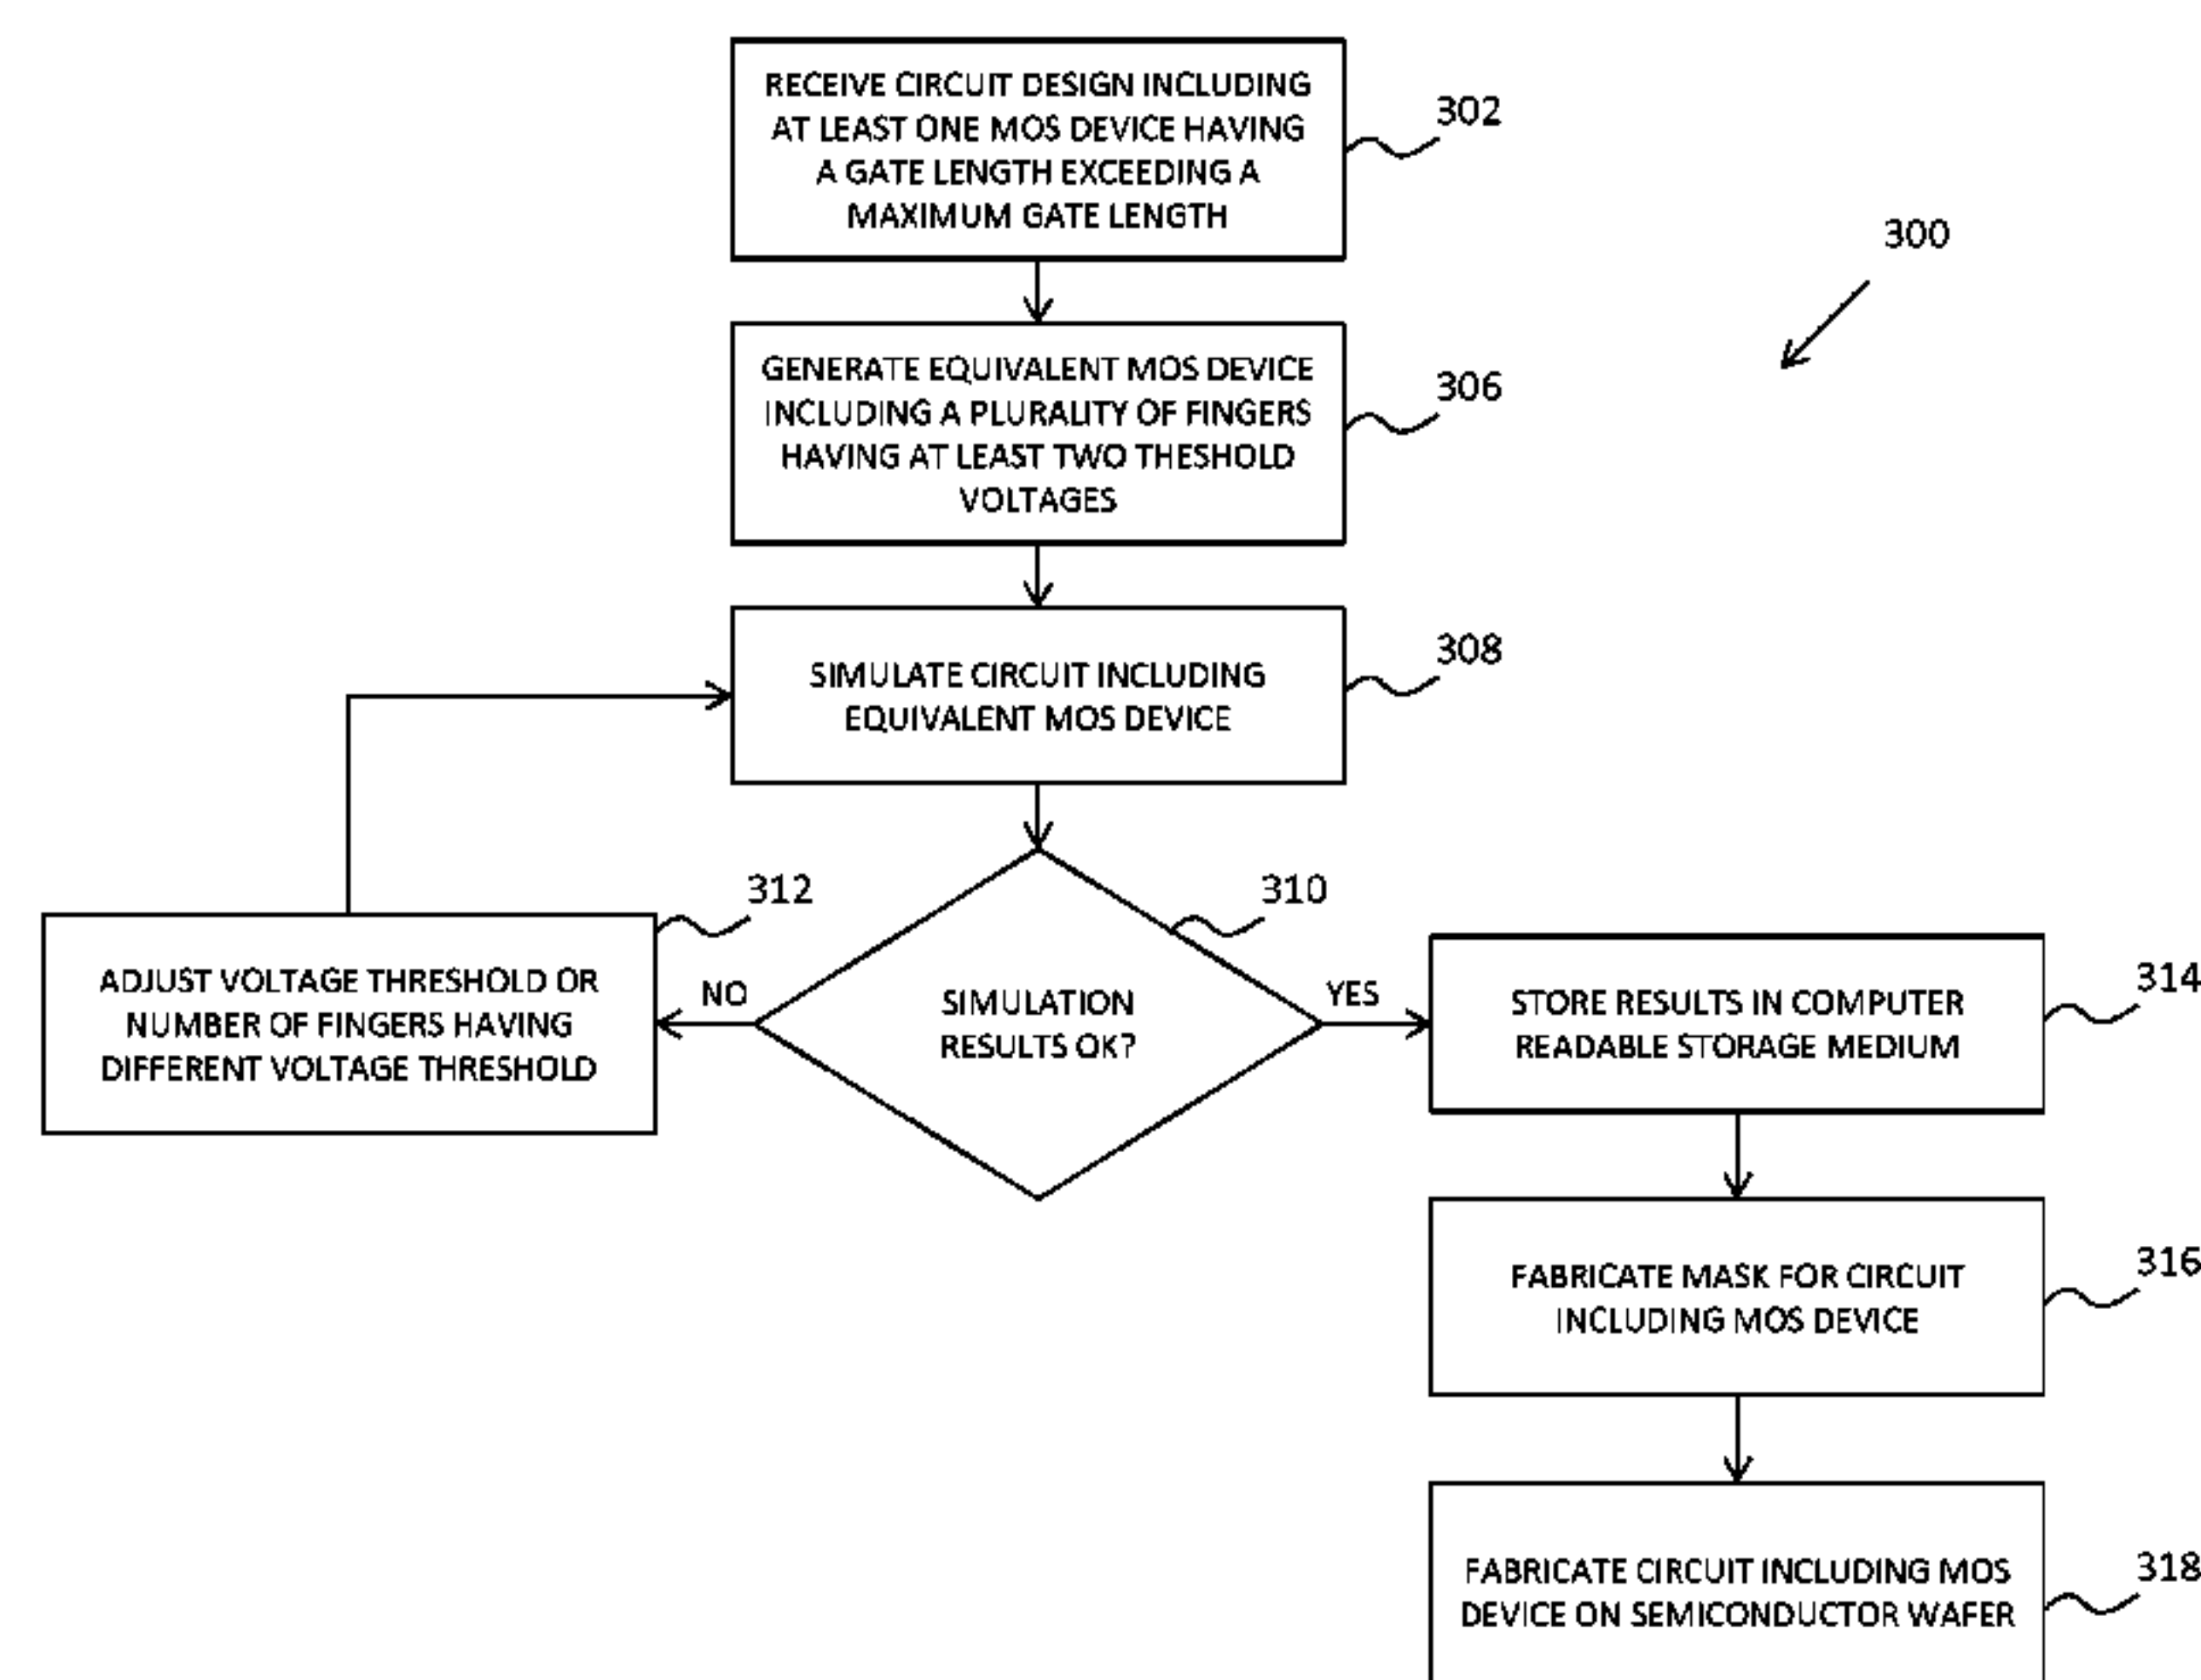 RECEIVE CIRCUIT DESIGN INCLUDING
AT LEAST ONE MOS DEVICE HAVING
A GATE LENGTH EXCEEDING A
MAXIMUM GATE LENGTH
302
300
GENERATE EQUIVALENT MOS DEVICE
INCLUDING A PLURALITY OF FINGERS
HAVING AT LEAST TWO THESHOLD
VOLTAGES
306
SIMULATE CIRCUIT INCLUDING
EQUIVALENT MOS DEVICE
308
SIMULATION
RESULTS OK?
310
NO
ADJUST VOLTAGE THRESHOLD OR
NUMBER OF FINGERS HAVING
DIFFERENT VOLTAGE THRESHOLD
312
YES
STORE RESULTS IN COMPUTER
READABLE STORAGE MEDIUM
314
FABRICATE MASK FOR CIRCUIT
INCLUDING MOS DEVICE
316
FABRICATE CIRCUIT INCLUDING MOS
DEVICE ON SEMICONDUCTOR WAFER
318